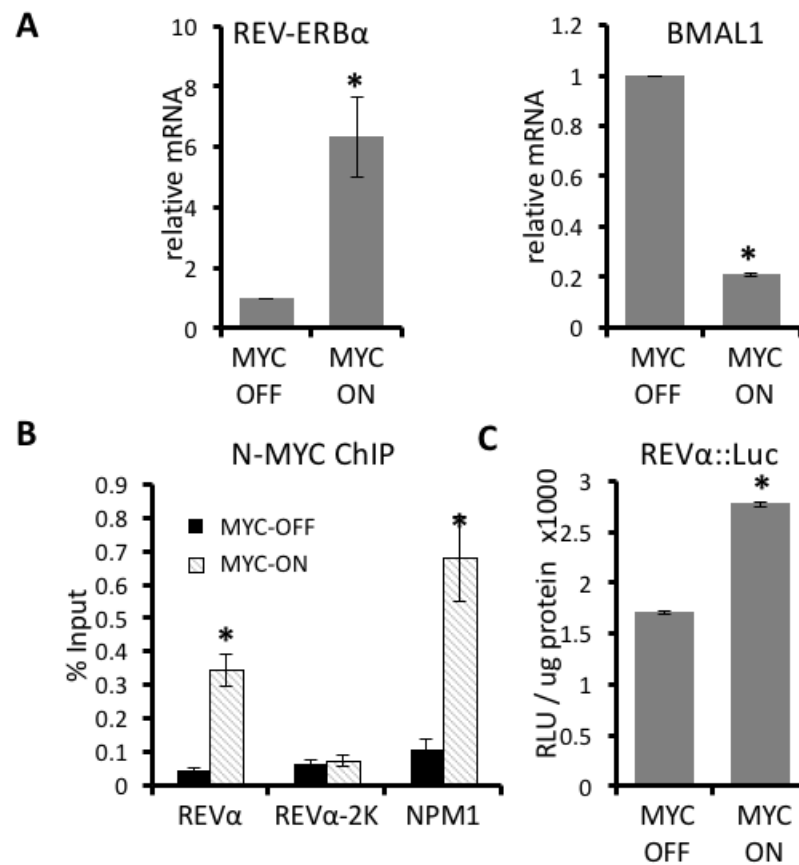 A
REV-ERBα
relative mRNA
10
8
6
4
2
0
*
MYC OFF
MYC ON
BMAL1
relative mRNA
1.2
1
0.8
0.6
0.4
0.2
0
*
MYC OFF
MYC ON
B
N-MYC ChIP
% Input
0.9
0.8
0.7
0.6
0.5
0.4
0.3
0.2
0.1
0
MYC-OFF
MYC-ON
*
*
REVα
REVα-2K
NPM1
C
REVα::Luc
RLU / ug protein x1000
3
2.5
2
1.5
1
0.5
0
*
MYC OFF
MYC ON